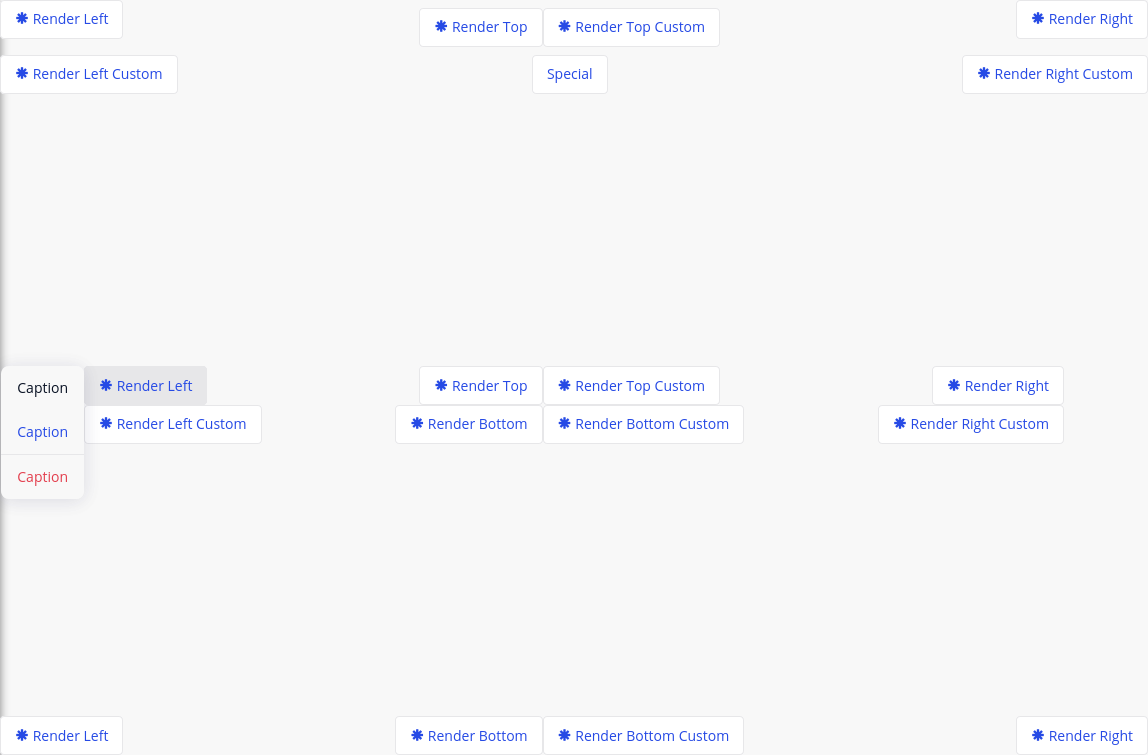 Render Left
Render Top
Render Top Custom
Render Right
Render Left Custom
Special
Render Right Custom
Caption
Render Left
Render Top
Render Top Custom
Render Right
Caption
Render Left Custom
Render Bottom
Render Bottom Custom
Render Right Custom
Caption
Render Left
Render Bottom
Render Bottom Custom
Render Right